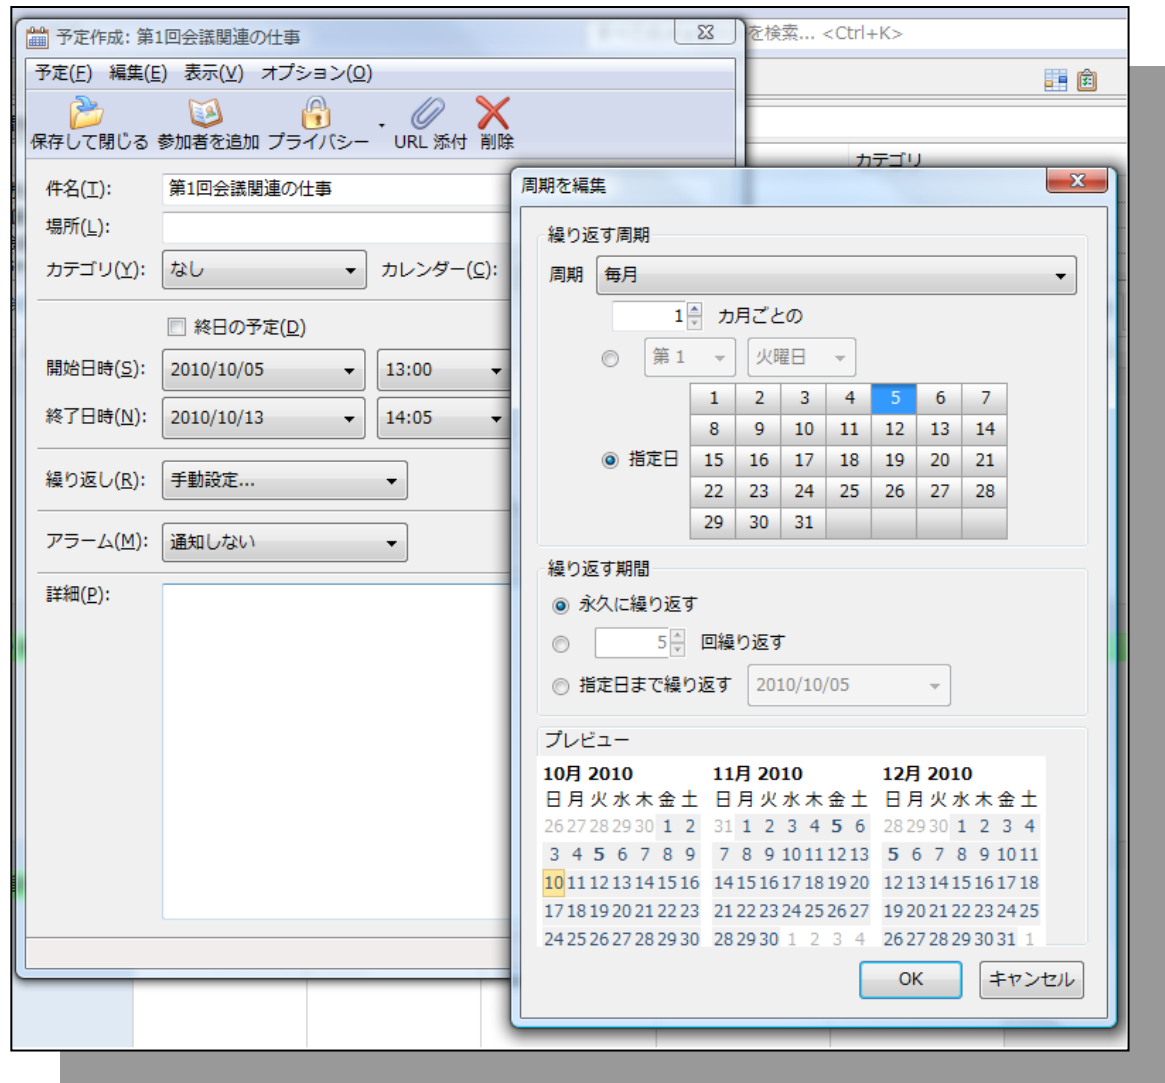 予定作成: 第1回会議関連の仕事
を検索... <Ctrl+K>
予定(F) 編集(E) 表示(V) オプション(O)
保存して閉じる 参加者を追加 プライバシー URL 添付 削除
カテゴリ
件名(T): 第1回会議関連の仕事
場所(L):
カテゴリ(Y): なし カレンダー(C):
終日の予定(D)
開始日時(S): 2010/10/05 13:00
終了日時(N): 2010/10/13 14:05
繰り返し(R): 手動設定...
アラーム(M): 通知しない
詳細(P):
周期を編集
繰り返す周期
周期 毎月
1 カ月ごとの
第 1 火曜日
指定日
1 2 3 4 5 6 7
8 9 10 11 12 13 14
15 16 17 18 19 20 21
22 23 24 25 26 27 28
29 30 31
繰り返す期間
永久に繰り返す
5 回繰り返す
指定日まで繰り返す 2010/10/05
プレビュー
10月 2010
日 月 火 水 木 金 土
26 27 28 29 30 1 2
3 4 5 6 7 8 9
10 11 12 13 14 15 16
17 18 19 20 21 22 23
24 25 26 27 28 29 30
11月 2010
日 月 火 水 木 金 土
31 1 2 3 4 5 6
7 8 9 10 11 12 13
14 15 16 17 18 19 20
21 22 23 24 25 26 27
28 29 30 1 2 3 4
12月 2010
日 月 火 水 木 金 土
28 29 30 1 2 3 4
5 6 7 8 9 10 11
12 13 14 15 16 17 18
19 20 21 22 23 24 25
26 27 28 29 30 31 1
OK キャンセル